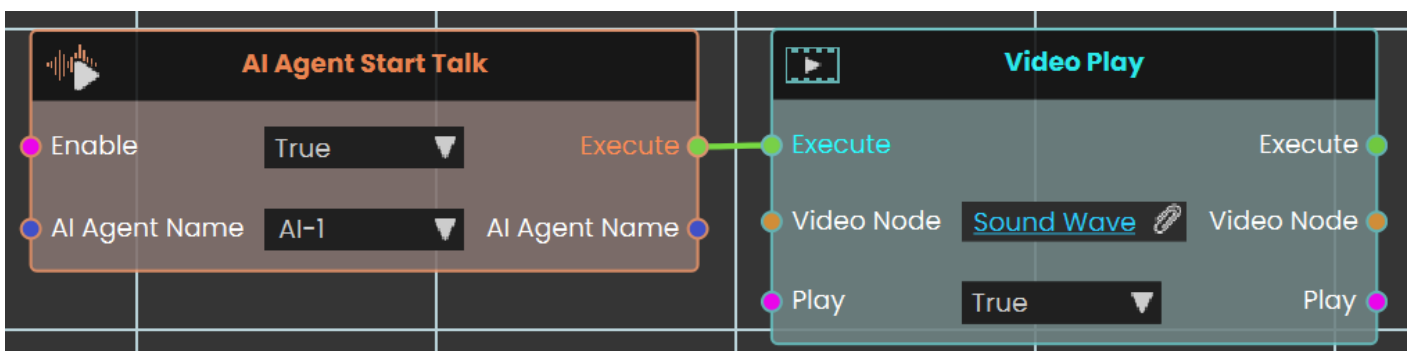 AI Agent Start Talk
Enable True Execute
AI Agent Name AI-1 AI Agent Name
Video Play
Execute Execute
Video Node Sound Wave Video Node
Play True Play